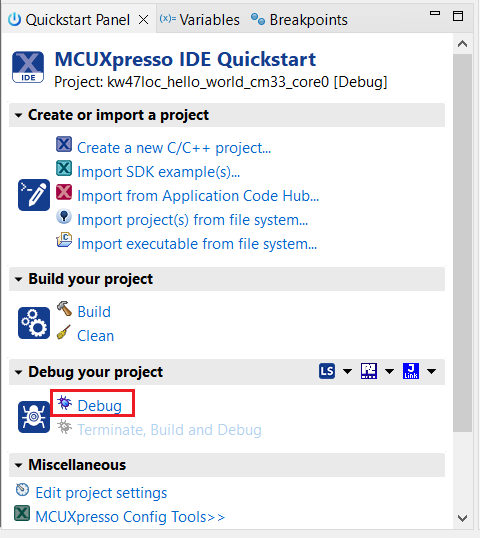 Quickstart Panel (x)= Variables Breakpoints
X IDE MCUXpresso IDE Quickstart
Project: kw47loc_hello_world_cm33_core0 [Debug]
Create or import a project
Create a new C/C++ project...
Import SDK example(s)...
Import from Application Code Hub...
Import project(s) from file system...
Import executable from file system...
Build your project
Build
Clean
Debug your project LS PE Link
Debug
Terminate, Build and Debug
Miscellaneous
Edit project settings
MCUXpresso Config Tools>>